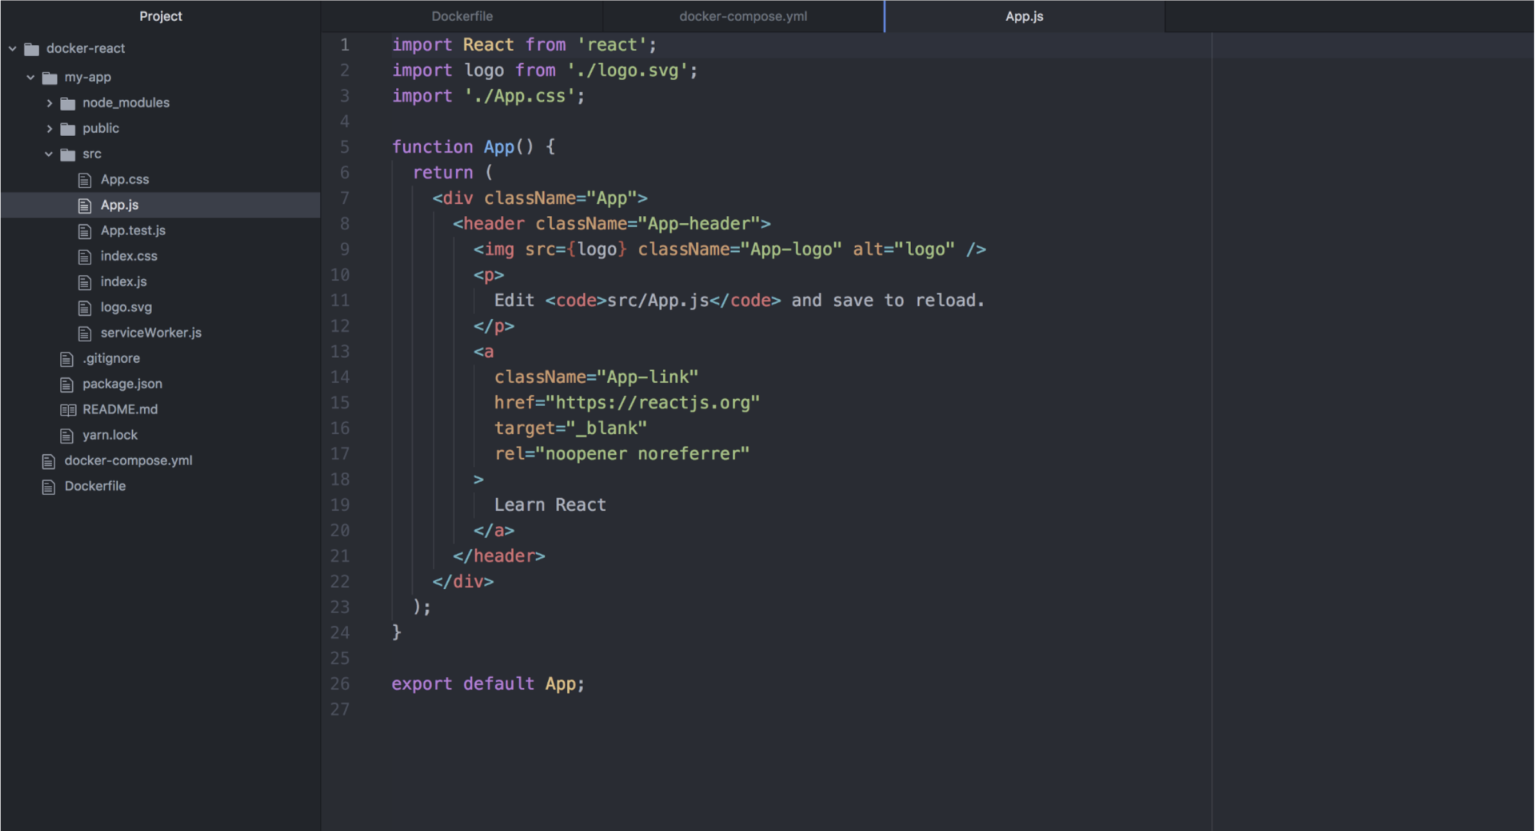 Project
docker-react
my-app
node_modules
public
src
App.css
App.js
App.test.js
index.css
index.js
logo.svg
serviceWorker.js
.gitignore
package.json
README.md
yarn.lock
docker-compose.yml
Dockerfile
Dockerfile docker-compose.yml App.js
1 import React from 'react';
2 import logo from './logo.svg';
3 import './App.css';
4
5 function App() {
6 return (
7 <div className="App">
8 <header className="App-header">
9 <img src={logo} className="App-logo" alt="logo" />
10 <p>
11 Edit <code>src/App.js</code> and save to reload.
12 </p>
13 <a
14 className="App-link"
15 href="https://reactjs.org"
16 target="_blank"
17 rel="noopener noreferrer"
18 >
19 Learn React
20 </a>
21 </header>
22 </div>
23 );
24 }
25
26 export default App;
27